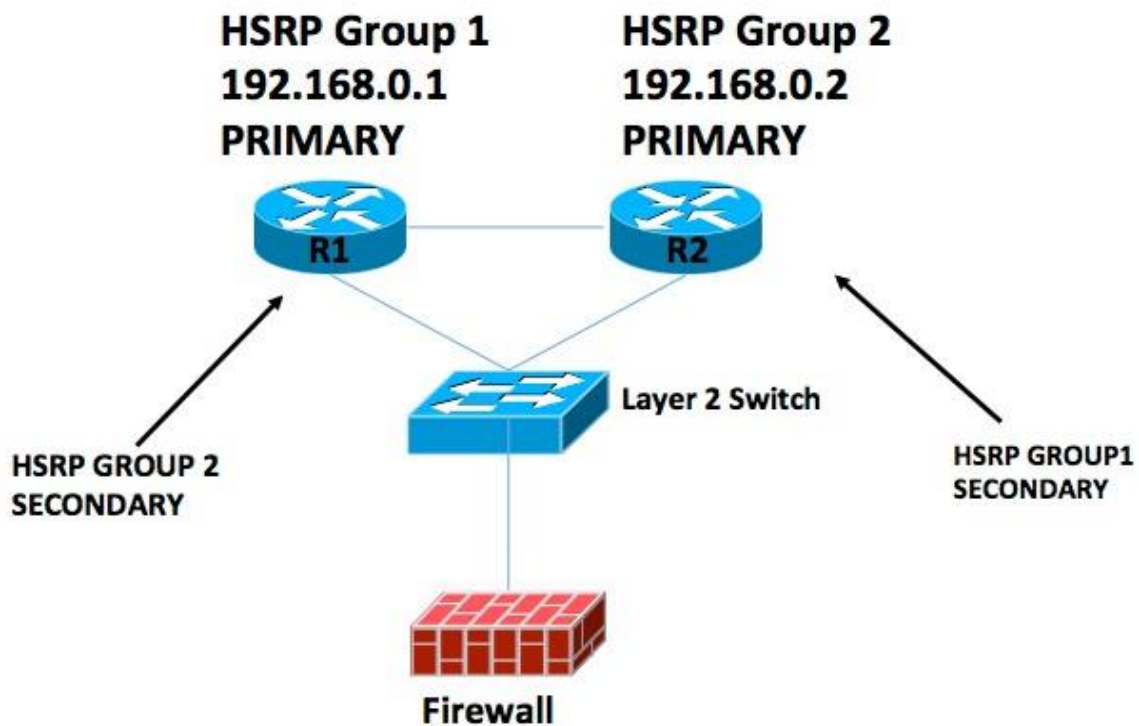 HSRP Group 1
192.168.0.1
PRIMARY
HSRP Group 2
192.168.0.2
PRIMARY
R1
R2
Layer 2 Switch
HSRP GROUP 2
SECONDARY
HSRP GROUP1
SECONDARY
Firewall